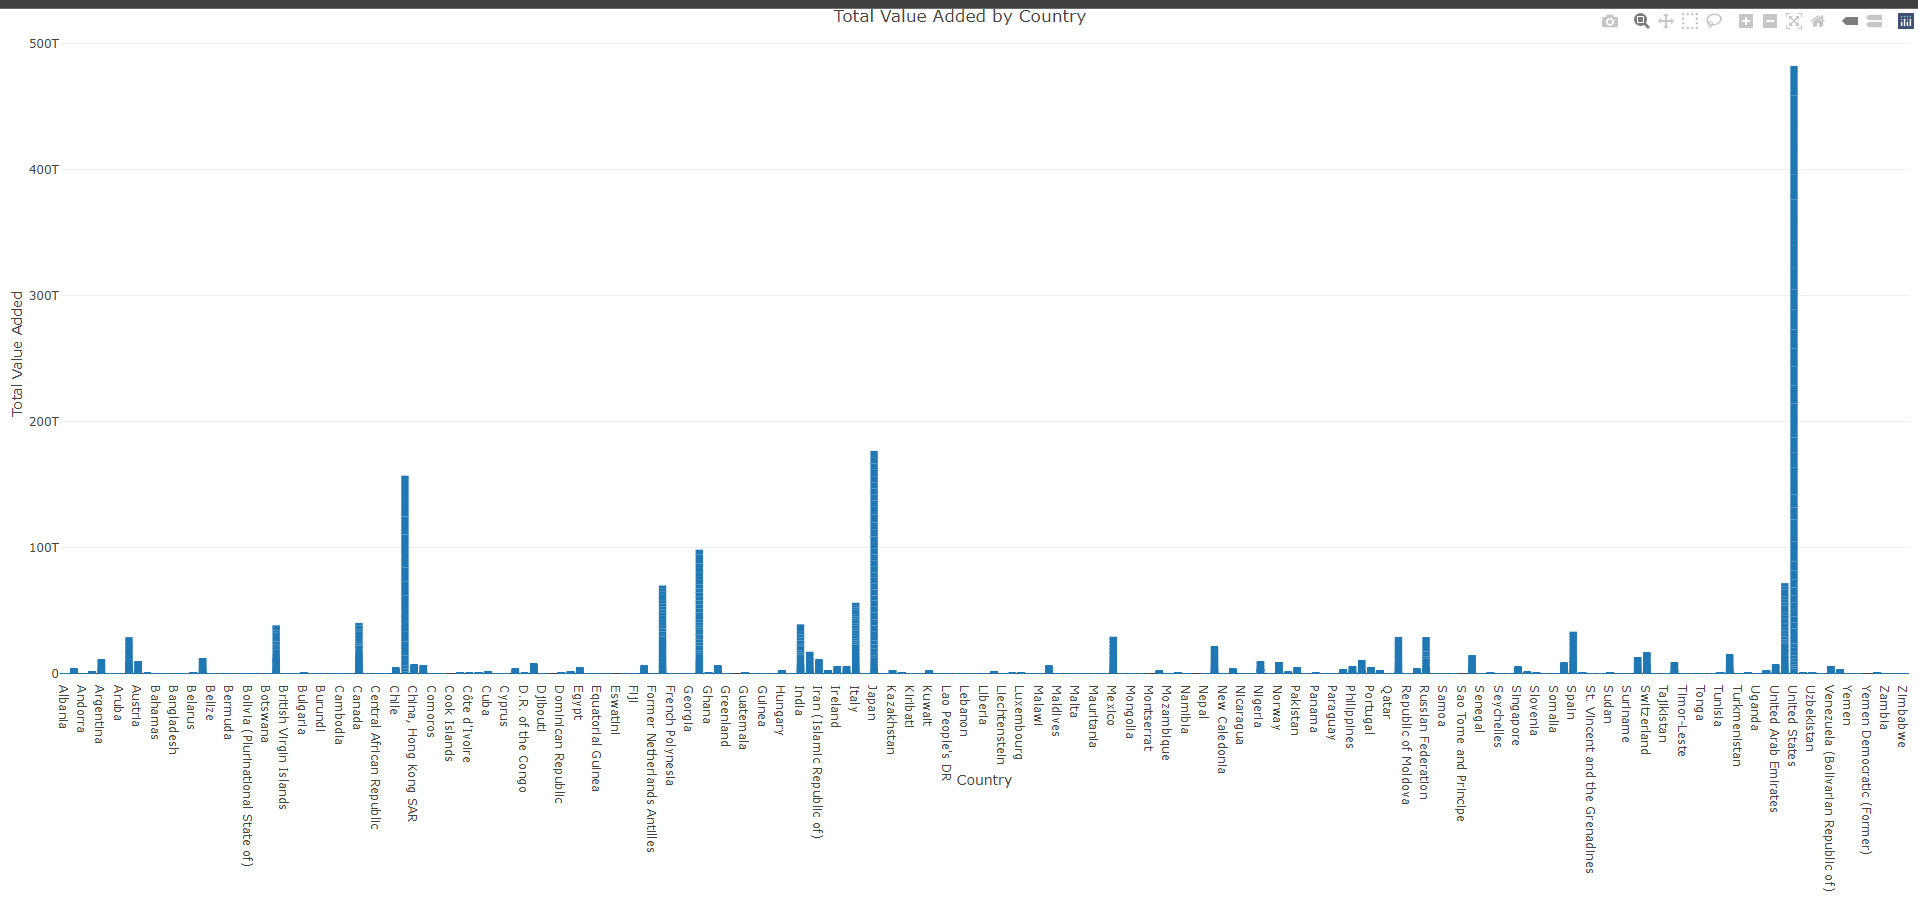 Total Value Added by Country
500T
400T
300T
200T
100T
0
Total Value Added
Albania
Andorra
Argentina
Aruba
Austria
Bahamas
Bangladesh
Belarus
Belize
Bermuda
Bolivia (Plurinational State of)
Botswana
British Virgin Islands
Bulgaria
Burundi
Cambodia
Canada
Central African Republic
Chile
China, Hong Kong SAR
Comoros
Cook Islands
Côte d'Ivoire
Cuba
Cyprus
D.R. of the Congo
Djibouti
Dominican Republic
Egypt
Equatorial Guinea
Eswatini
Fiji
Former Netherlands Antilles
French Polynesia
Georgia
Ghana
Greenland
Guatemala
Guinea
Hungary
India
Iran (Islamic Republic of)
Ireland
Italy
Japan
Kazakhstan
Kiribati
Kuwait
Lao People's DR
Lebanon
Liberia
Liechtenstein
Luxembourg
Malawi
Maldives
Malta
Mauritania
Mexico
Mongolia
Montserrat
Mozambique
Namibia
Nepal
New Caledonia
Nicaragua
Nigeria
Norway
Pakistan
Panama
Paraguay
Philippines
Portugal
Qatar
Republic of Moldova
Russian Federation
Samoa
Sao Tome and Principe
Senegal
Seychelles
Singapore
Slovenia
Somalia
Spain
St. Vincent and the Grenadines
Sudan
Suriname
Switzerland
Tajikistan
Timor-Leste
Tonga
Tunisia
Turkmenistan
Uganda
United Arab Emirates
United States
Uzbekistan
Venezuela (Bolivarian Republic of)
Yemen
Yemen Democratic (Former)
Zambia
Zimbabwe
Country